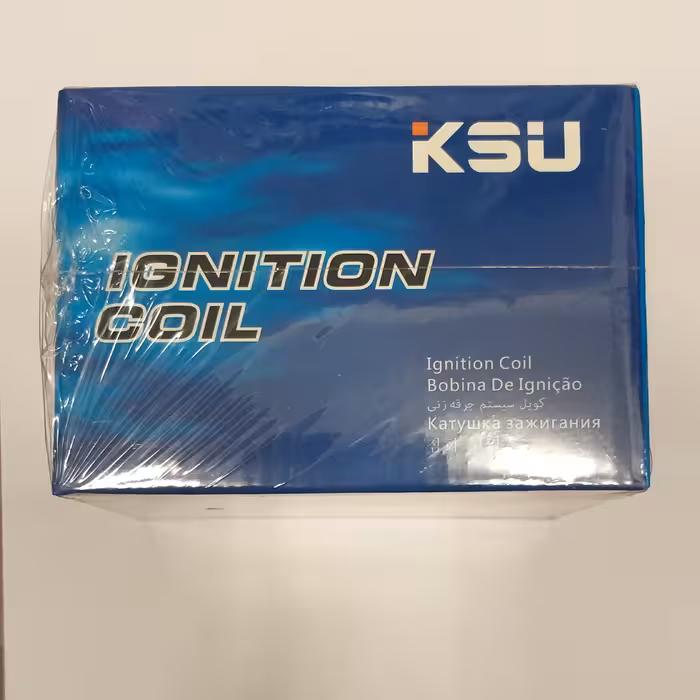 KSU
IGNITION
COIL
Ignition Coil
Bobina De Ignição
کویل سیستم جرقه زنی
Катушка зажигания